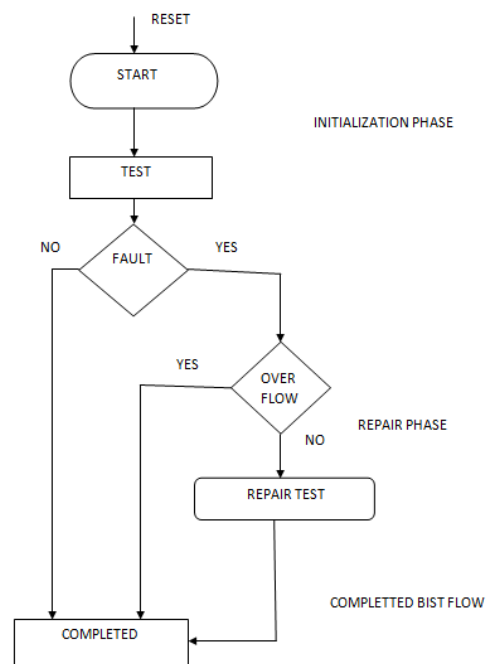 RESET
START
INITIALIZATION PHASE
TEST
NO
YES
FAULT
YES
OVER
FLOW
REPAIR PHASE
NO
REPAIR TEST
COMPLETTED BIST FLOW
COMPLETED